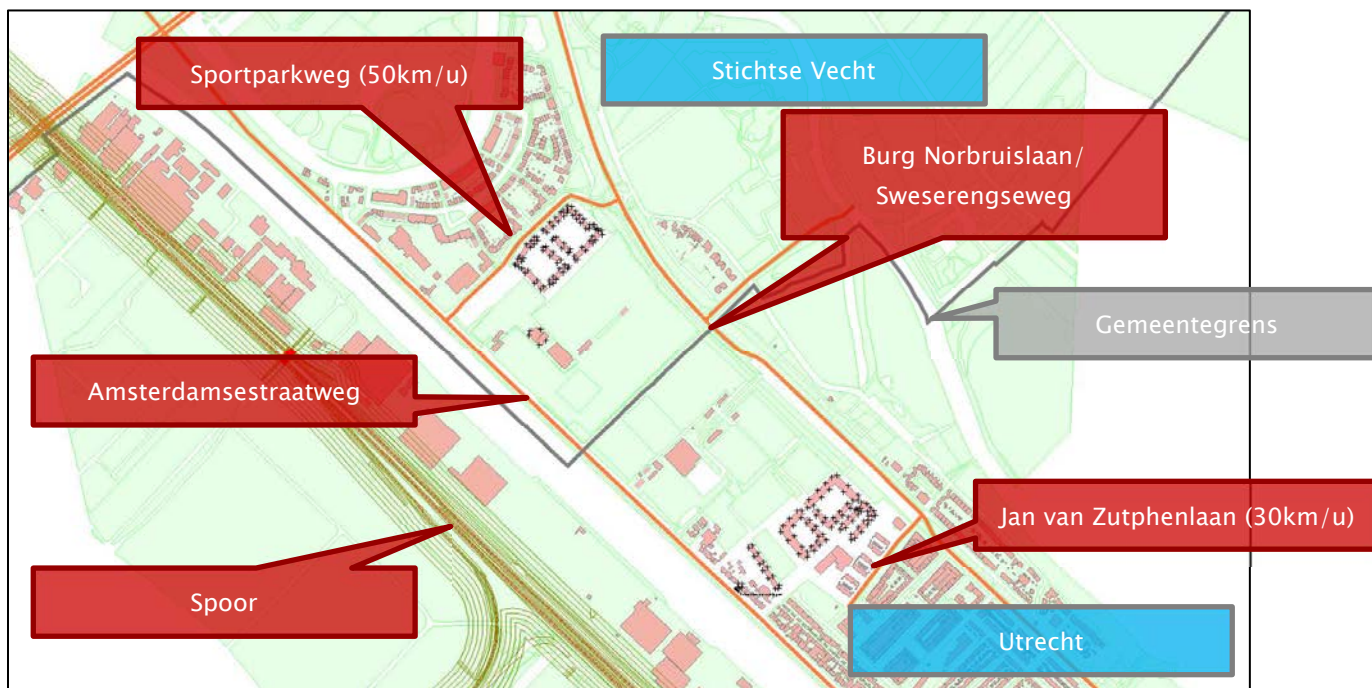 Sportparkweg (50km/u)
Stichtse Vecht
Burg Norbruislaan/
Sweserengseweg
Gemeentegrens
Amsterdamsestraatweg
Jan van Zutphenlaan (30km/u)
Spoor
Utrecht